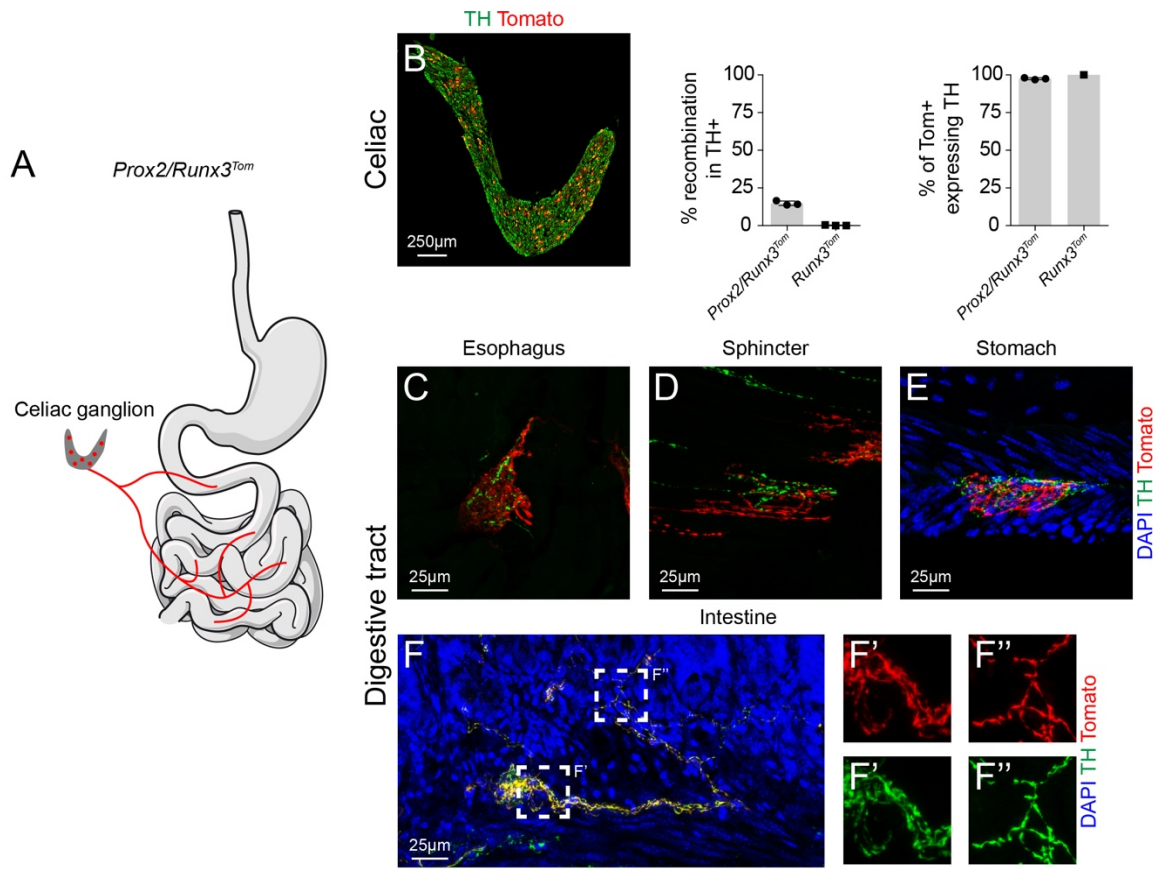 A
Prox2/Runx3Tom
Celiac ganglion
TH Tomato
Celiac
B
250µm
% recombination
in TH+
100
75
50
25
0
Prox2/Runx3Tom
Runx3Tom
% of Tom+
expressing TH
100
75
50
25
0
Prox2/Runx3Tom
Runx3Tom
Digestive tract
Esophagus
C
25µm
Sphincter
D
25µm
Stomach
E
25µm
DAPI TH Tomato
Intestine
F
F''
F'
25µm
F'
F''
F'
F''
DAPI TH Tomato